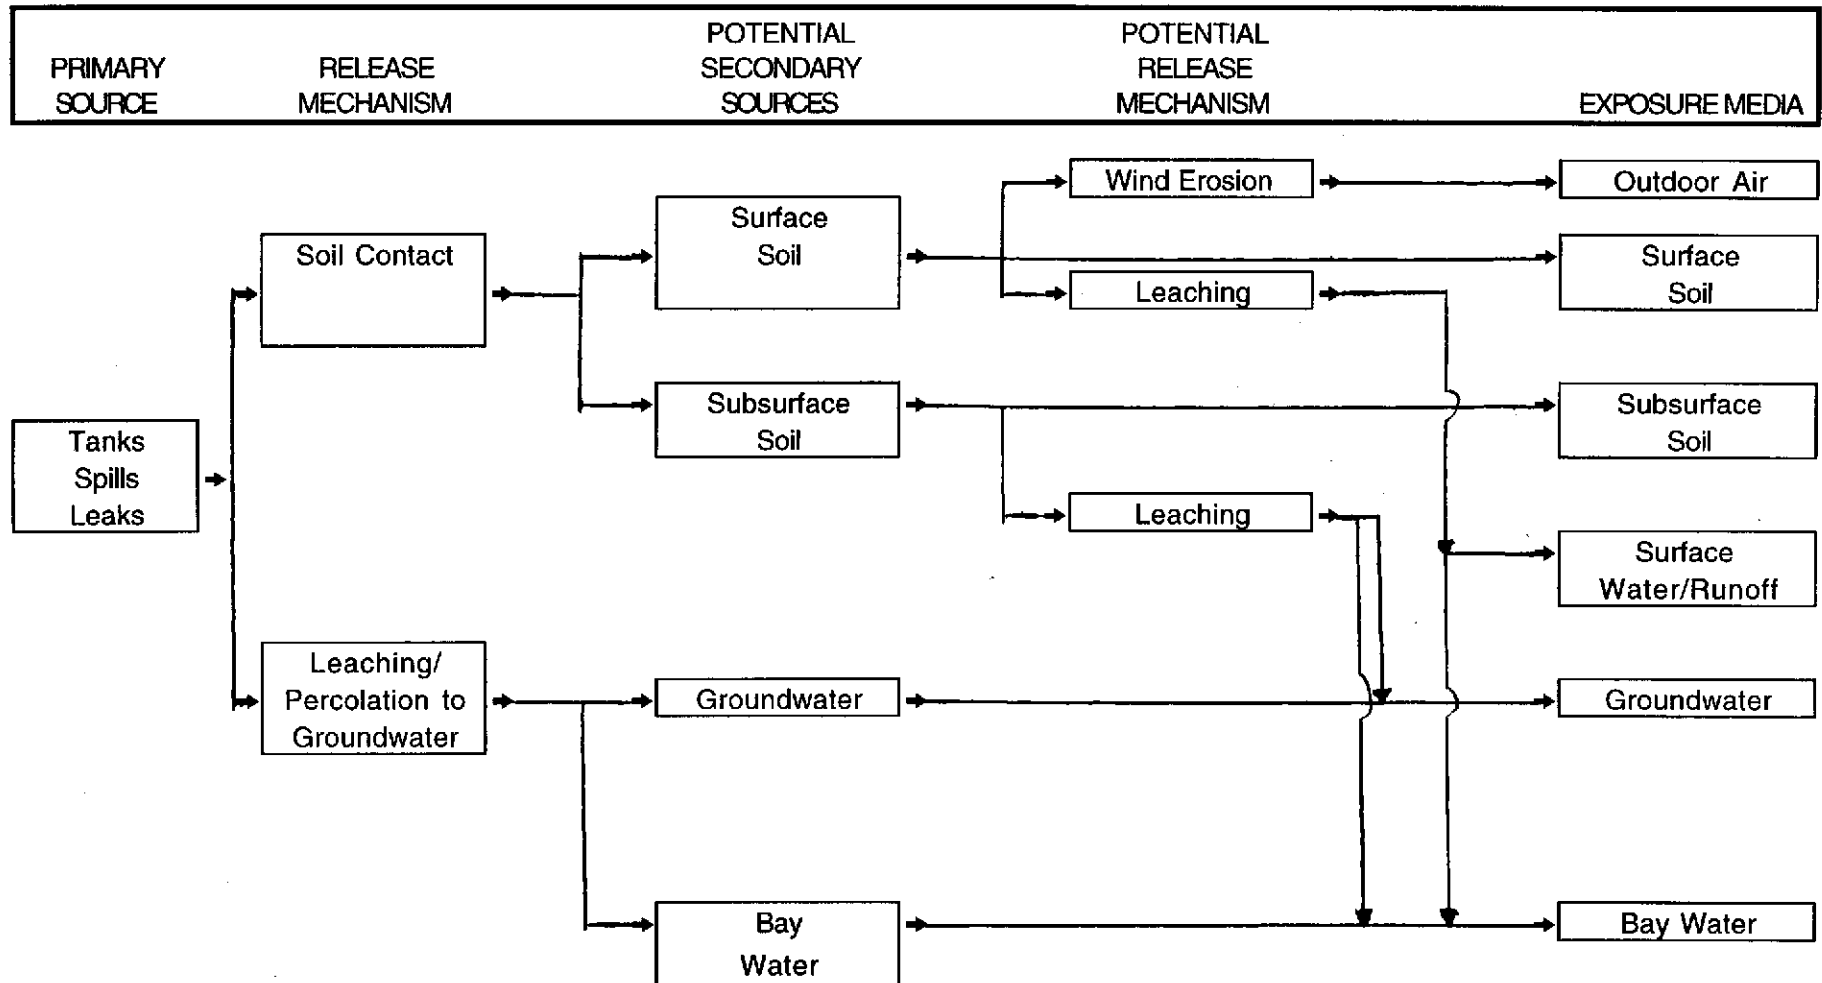 PRIMARY
SOURCE
RELEASE
MECHANISM
POTENTIAL
SECONDARY
SOURCES
POTENTIAL
RELEASE
MECHANISM
EXPOSURE MEDIA
Wind Erosion
Outdoor Air
Surface
Soil
Soil Contact
Surface
Soil
Leaching
Subsurface
Soil
Subsurface
Soil
Tanks
Spills
Leaks
Leaching
Surface
Water/Runoff
Leaching/
Percolation to
Groundwater
Groundwater
Groundwater
Bay
Water
Bay Water